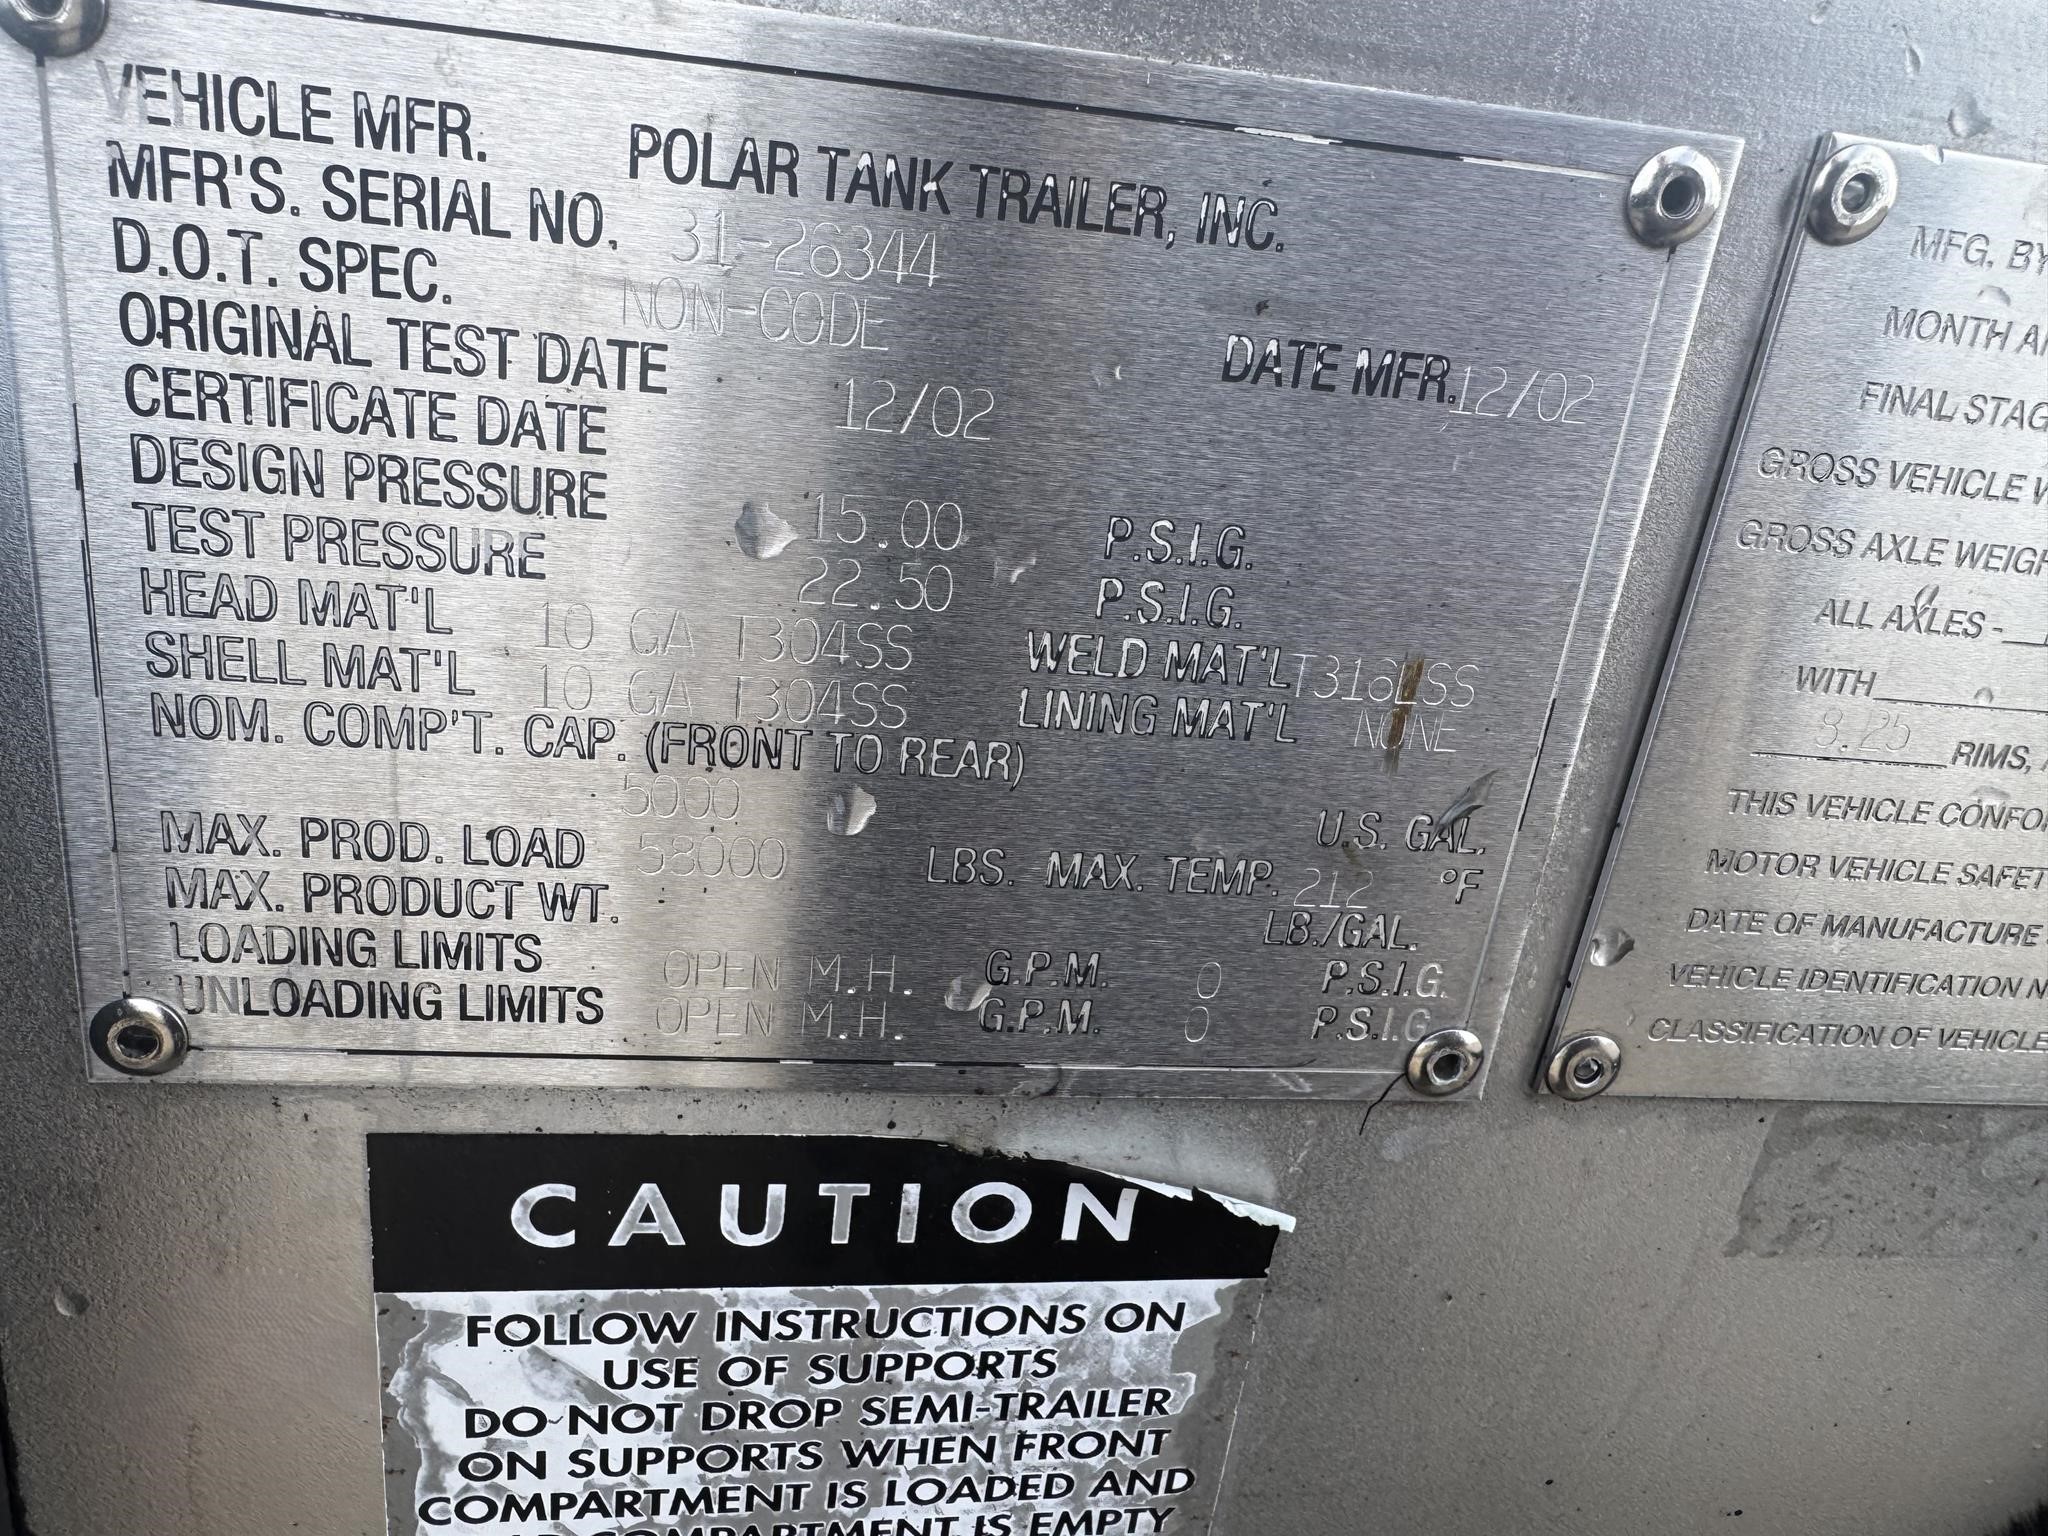 VEHICLE MFR. POLAR TANK TRAILER, INC.
MFR'S. SERIAL NO. 31-26344
D.O.T. SPEC. NON-CODE
ORIGINAL TEST DATE 12/02 DATE MFR. 12/02
CERTIFICATE DATE
DESIGN PRESSURE 15.00 P.S.I.G.
TEST PRESSURE 22.50 P.S.I.G.
HEAD MAT'L 10 GA T304SS WELD MAT'L T316LSS
SHELL MAT'L 10 GA T304SS LINING MAT'L NONE
NOM. COMP'T. CAP. (FRONT TO REAR)
5000 U.S. GAL.
MAX. PROD. LOAD 58000 LBS. MAX. TEMP. 212 °F
MAX. PRODUCT WT. LB./GAL.
LOADING LIMITS OPEN M.H. G.P.M. 0 P.S.I.G.
UNLOADING LIMITS OPEN M.H. G.P.M. 0 P.S.I.G
MFG. BY
MONTH
FINAL STAG
GROSS VEHICLE
GROSS AXLE WEIGH
ALL AXLES -
WITH
8.25 RIMS,
THIS VEHICLE CONFO
MOTOR VEHICLE SAFET
DATE OF MANUFACTURE
VEHICLE IDENTIFICATION N
CLASSIFICATION OF VEHICLE
CAUTION
FOLLOW INSTRUCTIONS ON
USE OF SUPPORTS
DO NOT DROP SEMI-TRAILER
ON SUPPORTS WHEN FRONT
COMPARTMENT IS LOADED AND
COMPARTMENT IS EMPTY